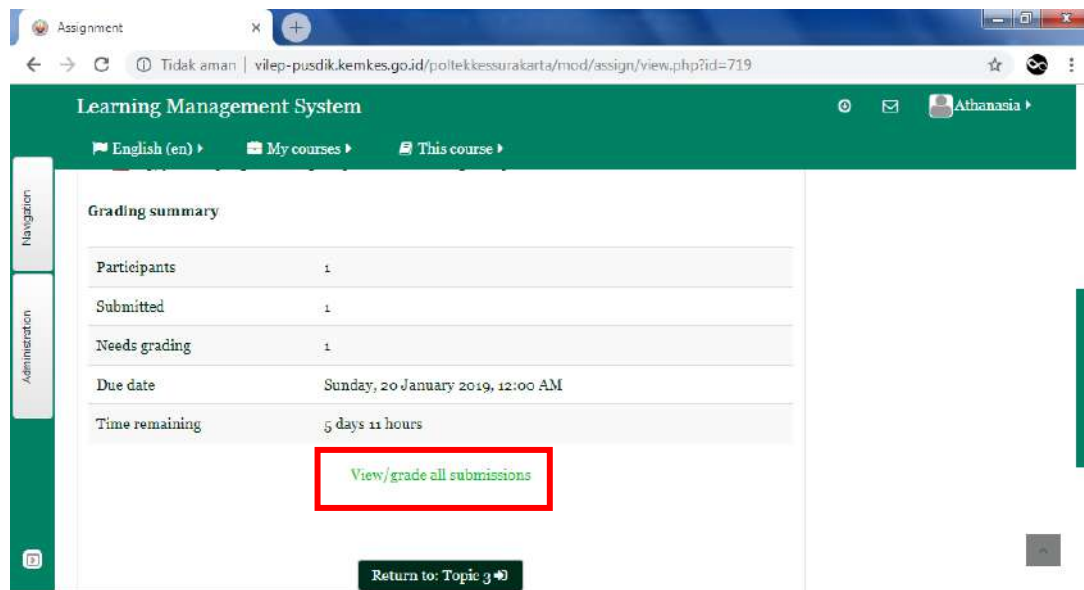 Assignment
Tidak aman | vilep-pusdik.kemkes.go.id/poltekkessurakarta/mod/assign/view.php?id=719
Learning Management System
Athanasia
English (en) My courses This course
Navigation
Grading summary
Participants 1
Submitted 1
Administration
Needs grading 1
Due date Sunday, 20 January 2019, 12:00 AM
Time remaining 5 days 11 hours
View/grade all submissions
Return to: Topic 3